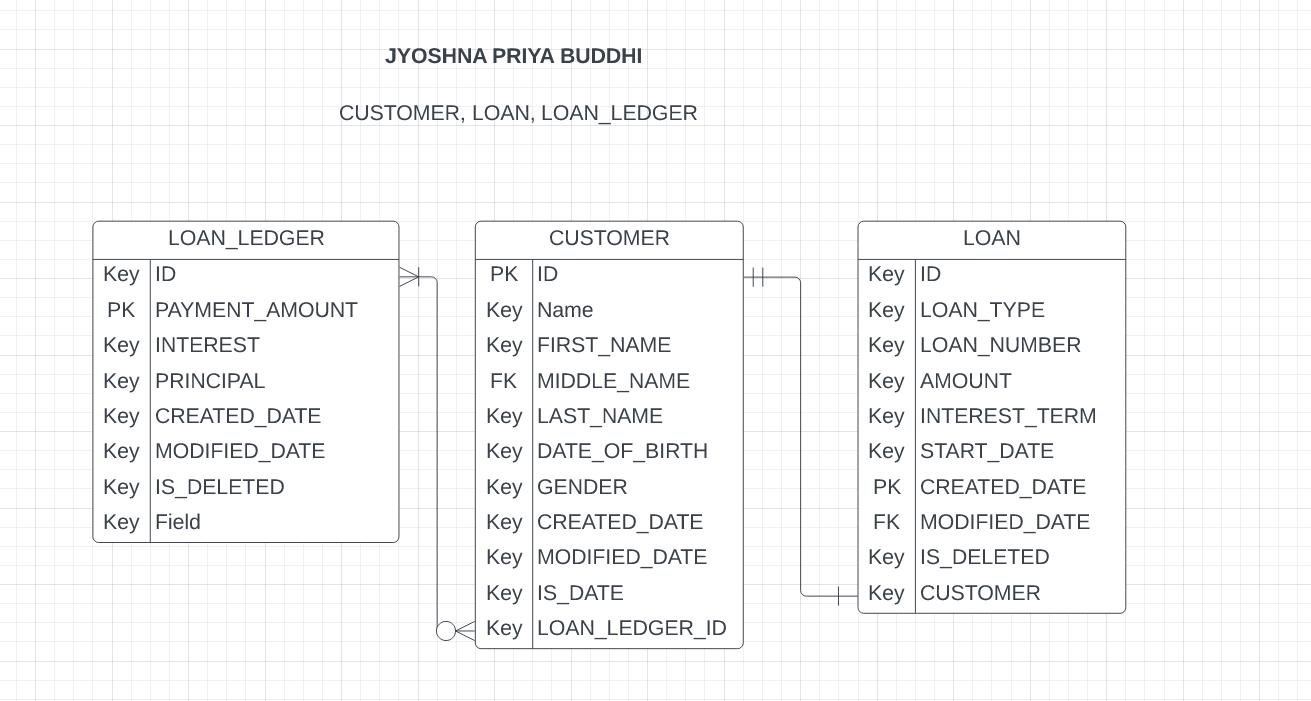 JYOSHNA PRIYA BUDDHI
CUSTOMER, LOAN, LOAN_LEDGER
LOAN_LEDGER
Key ID
PK PAYMENT_AMOUNT
Key INTEREST
Key PRINCIPAL
Key CREATED_DATE
Key MODIFIED_DATE
Key IS_DELETED
Key Field
CUSTOMER
PK ID
Key Name
Key FIRST_NAME
FK MIDDLE_NAME
Key LAST_NAME
Key DATE_OF_BIRTH
Key GENDER
Key CREATED_DATE
Key MODIFIED_DATE
Key IS_DATE
Key LOAN_LEDGER_ID
LOAN
Key ID
Key LOAN_TYPE
Key LOAN_NUMBER
Key AMOUNT
Key INTEREST_TERM
Key START_DATE
PK CREATED_DATE
FK MODIFIED_DATE
Key IS_DELETED
Key CUSTOMER